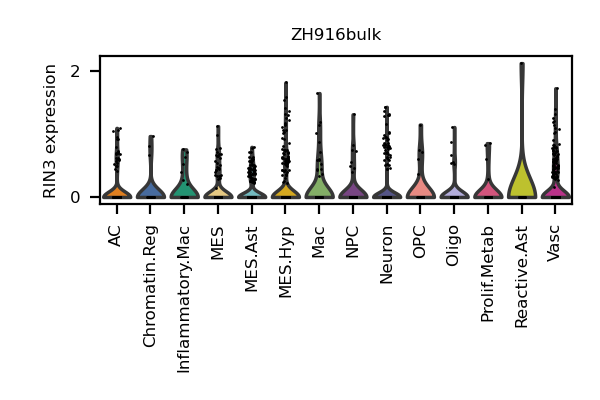 ZH916bulk
RIN3 expression
2
0
AC
Chromatin.Reg
Inflammatory.Mac
MES
MES.Ast
MES.Hyp
Mac
NPC
Neuron
OPC
Oligo
Prolif.Metab
Reactive.Ast
Vasc